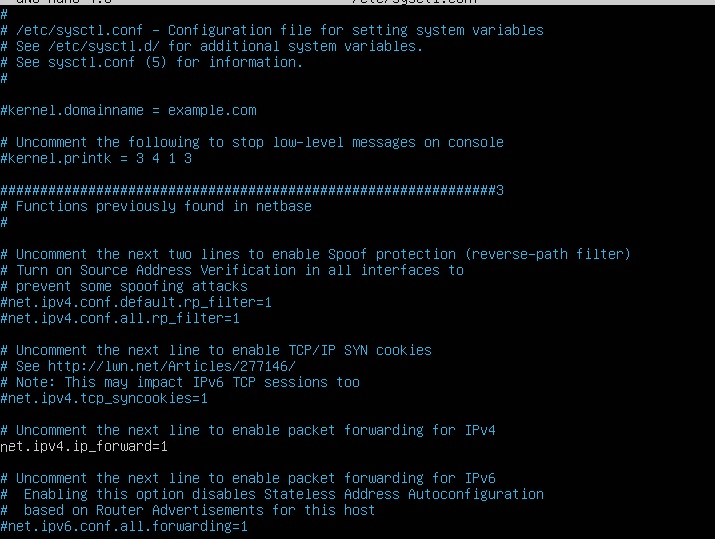 /etc/sysctl.conf
#
# /etc/sysctl.conf - Configuration file for setting system variables
# See /etc/sysctl.d/ for additional system variables.
# See sysctl.conf (5) for information.
#
#kernel.domainname = example.com
# Uncomment the following to stop low-level messages on console
#kernel.printk = 3 4 1 3
##############################################################3
# Functions previously found in netbase
#
# Uncomment the next two lines to enable Spoof protection (reverse-path filter)
# Turn on Source Address Verification in all interfaces to
# prevent some spoofing attacks
#net.ipv4.conf.default.rp_filter=1
#net.ipv4.conf.all.rp_filter=1
# Uncomment the next line to enable TCP/IP SYN cookies
# See http://lwn.net/Articles/277146/
# Note: This may impact IPv6 TCP sessions too
#net.ipv4.tcp_syncookies=1
# Uncomment the next line to enable packet forwarding for IPv4
net.ipv4.ip_forward=1
# Uncomment the next line to enable packet forwarding for IPv6
#  Enabling this option disables Stateless Address Autoconfiguration
#  based on Router Advertisements for this host
#net.ipv6.conf.all.forwarding=1